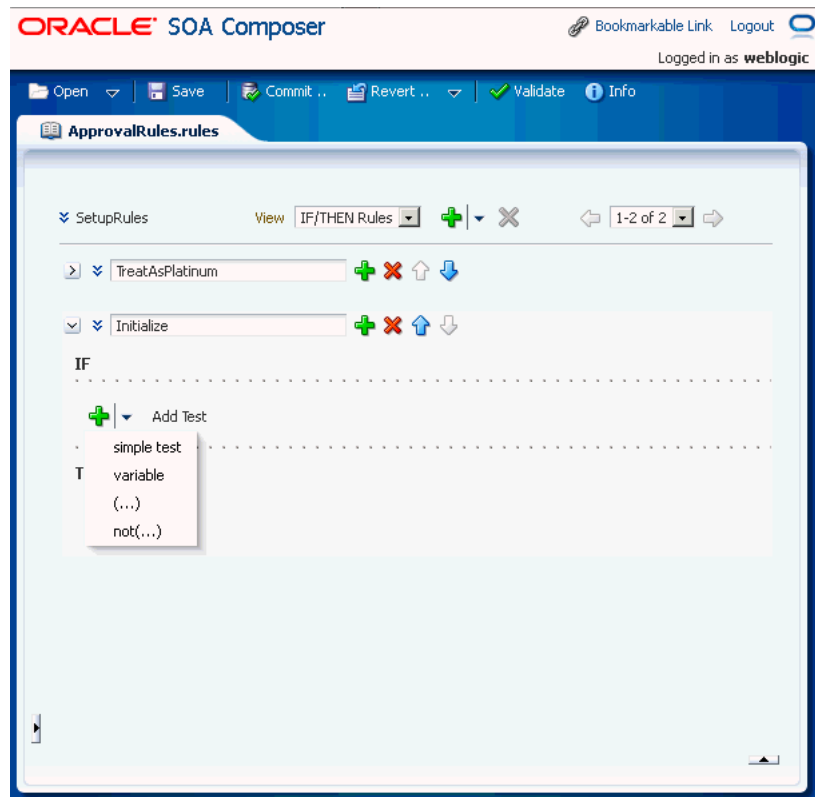 ORACLE SOA Composer
Bookmarkable Link Logout
Logged in as weblogic
Open Save Commit .. Revert .. Validate Info
ApprovalRules.rules
SetupRules View IF/THEN Rules 1-2 of 2
TreatAsPlatinum
Initialize
IF
Add Test
simple test
T
variable
(...)
not(...)